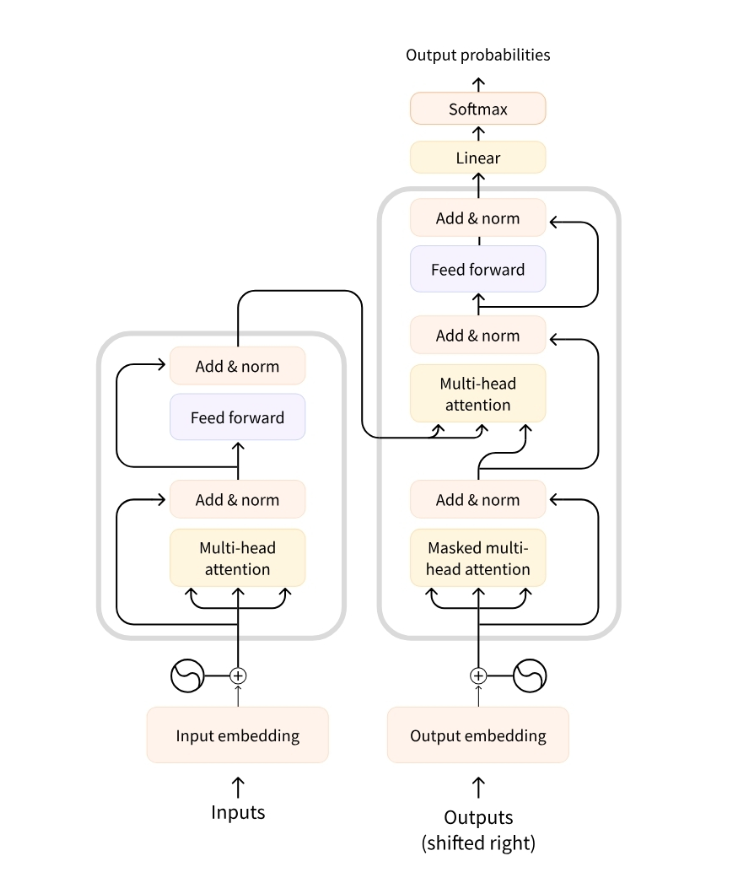 Output probabilities
Softmax
Linear
Add & norm
Feed forward
Add & norm
Multi-head
attention
Add & norm
Masked multi-
head attention
Add & norm
Feed forward
Add & norm
Multi-head
attention
+
+
Input embedding
Output embedding
Inputs
Outputs
(shifted right)